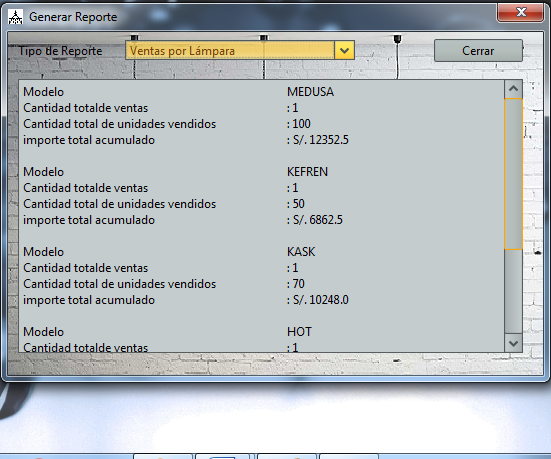 Generar Reporte
Tipo de Reporte Ventas por Lámpara Cerrar
Modelo MEDUSA
Cantidad totalde ventas : 1
Cantidad total de unidades vendidos : 100
importe total acumulado : S/. 12352.5
Modelo KEFREN
Cantidad totalde ventas : 1
Cantidad total de unidades vendidos : 50
importe total acumulado : S/. 6862.5
Modelo KASK
Cantidad totalde ventas : 1
Cantidad total de unidades vendidos : 70
importe total acumulado : S/. 10248.0
Modelo HOT
Cantidad totalde ventas : 1